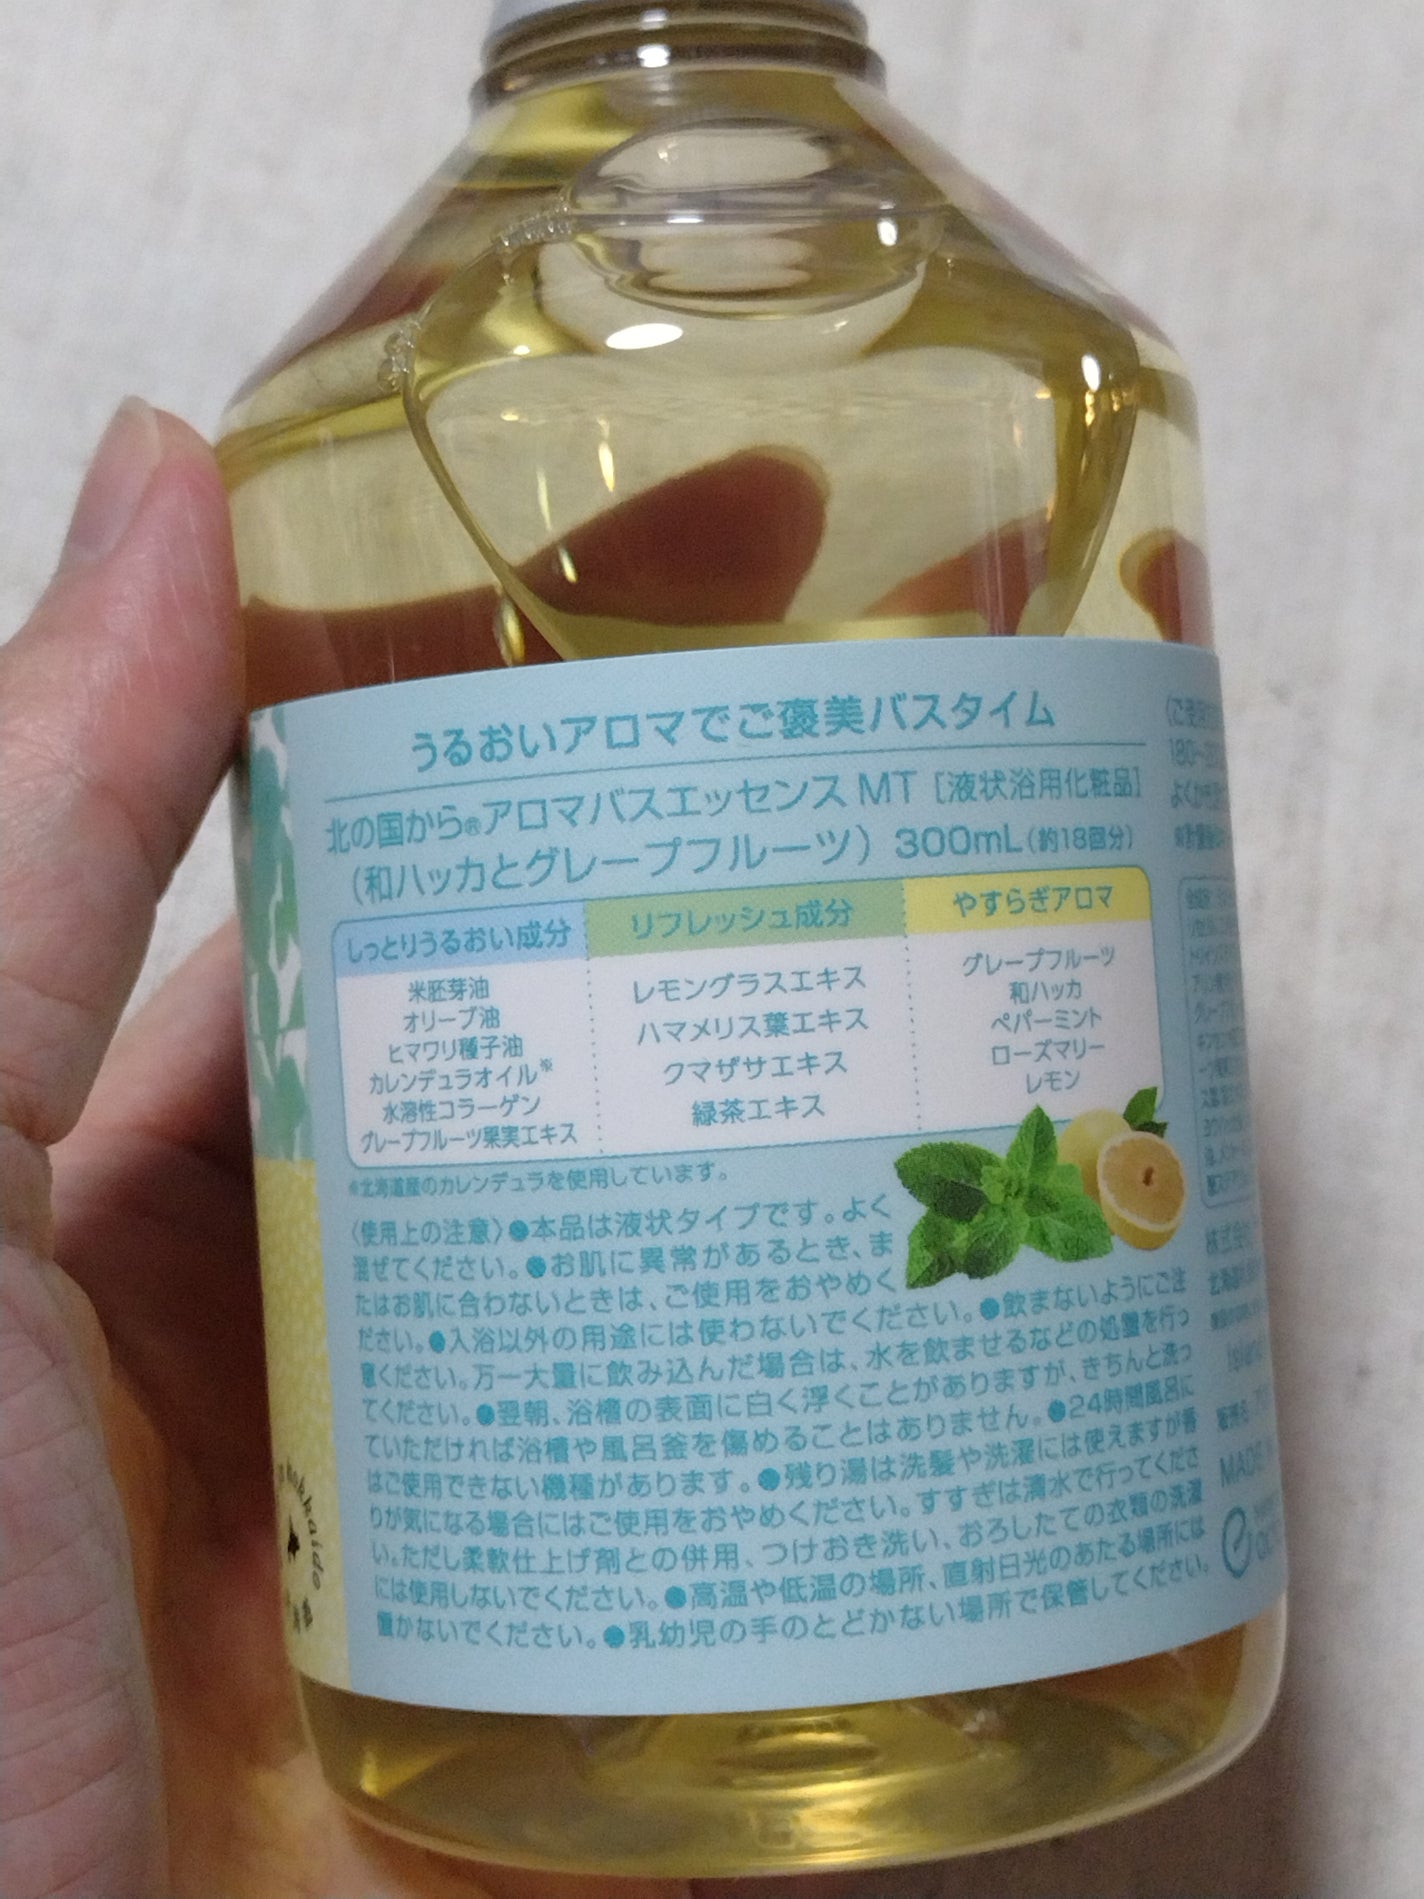 うるおいアロマでご褒美バスタイム
北の国から®アロマバスエッセンス MT [液状浴用化粧品]
(和ハッカとグレープフルーツ) 300mL(約18回分)
しっとりうるおい成分
米胚芽油
オリーブ油
ヒマワリ種子油
カレンデュラオイル※
水溶性コラーゲン
グレープフルーツ果実エキス
リフレッシュ成分
レモングラスエキス
ハマメリス葉エキス
クマザサエキス
緑茶エキス
やすらぎアロマ
グレープフルーツ
和ハッカ
ペパーミント
ローズマリー
レモン
※北海道産のカレンデュラを使用しています。
〈使用上の注意〉●本品は液状タイプです。よく
混ぜてください。●お肌に異常があるとき、ま
たはお肌に合わないときは、ご使用をおやめく
ださい。●入浴以外の用途には使わないでください。●飲まないようにご注
意ください。万一大量に飲み込んだ場合は、水を飲ませるなどの処置を行っ
てください。●翌朝、浴槽の表面に白く浮くことがありますが、きちんと洗っ
ていただければ浴槽や風呂釜を傷めることはありません。●24時間風呂に
はご使用できない機種があります。●残り湯は洗髪や洗濯には使えますが香
りが気になる場合にはご使用をおやめください。すすぎは清水で行ってくださ
い。ただし柔軟仕上げ剤との併用、つけおき洗い、おろしたての衣類の洗濯
には使用しないでください。●高温や低温の場所、直射日光のあたる場所には
置かないでください。●乳幼児の手のとどかない場所で保管してください。
hokkaido
株式会社
MADE